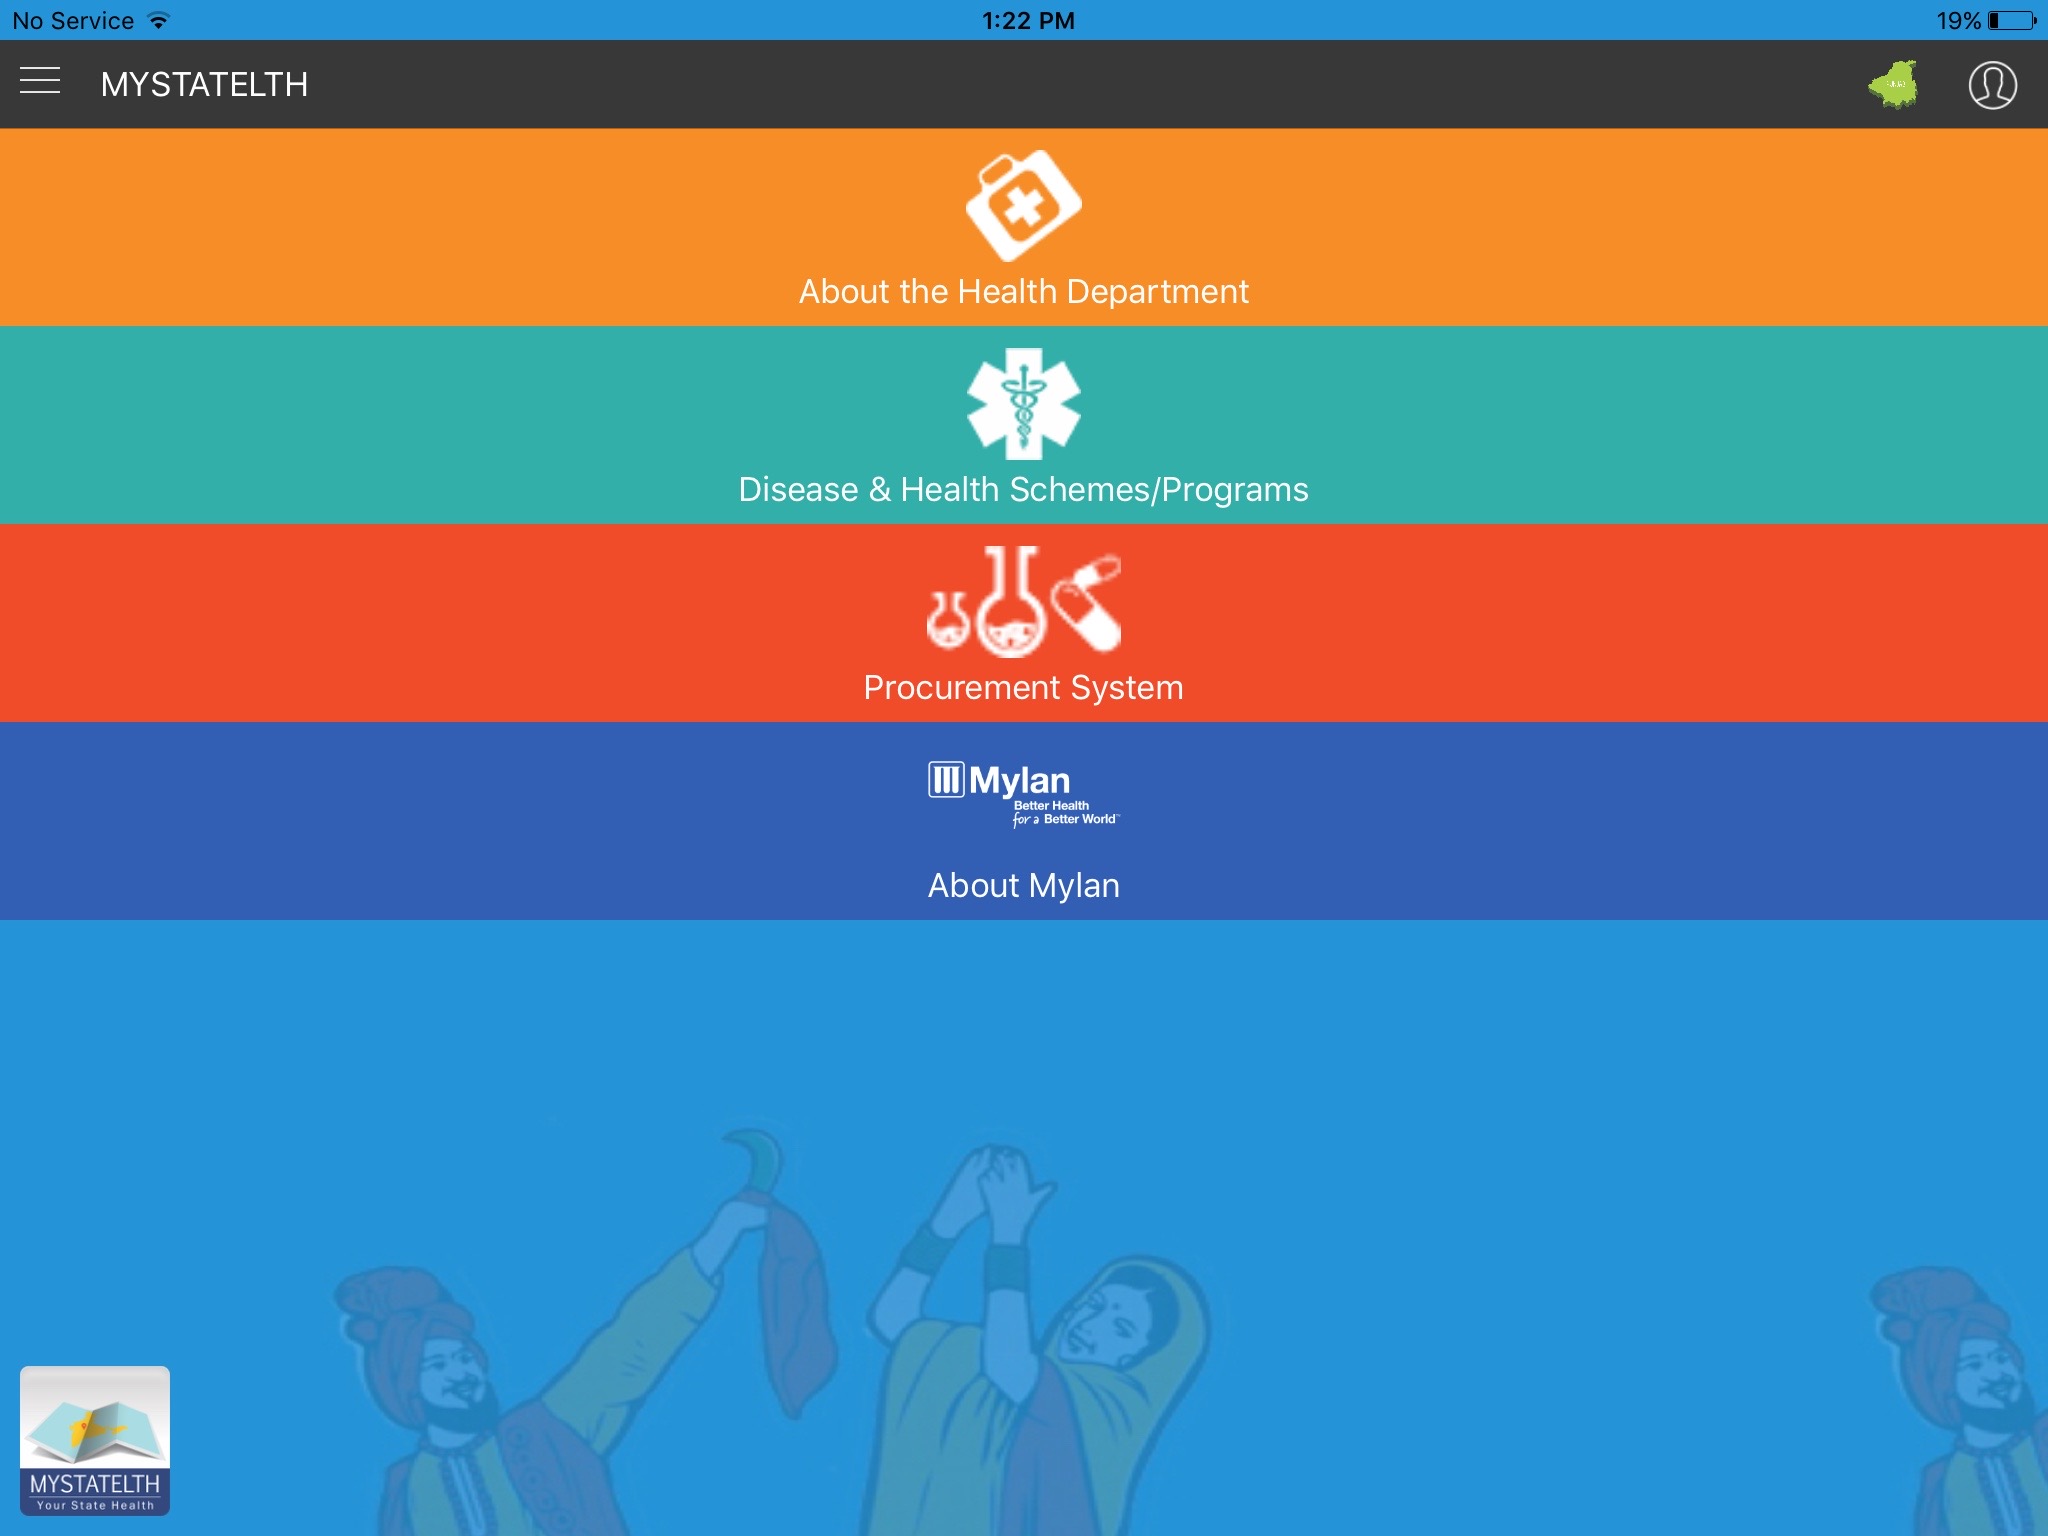 No Service
1:22 PM
19%
MYSTATELTH
About the Health Department
Disease & Health Schemes/Programs
Procurement System
Mylan
Better Health
for a Better World
About Mylan
MYSTATELTH
Your State Health